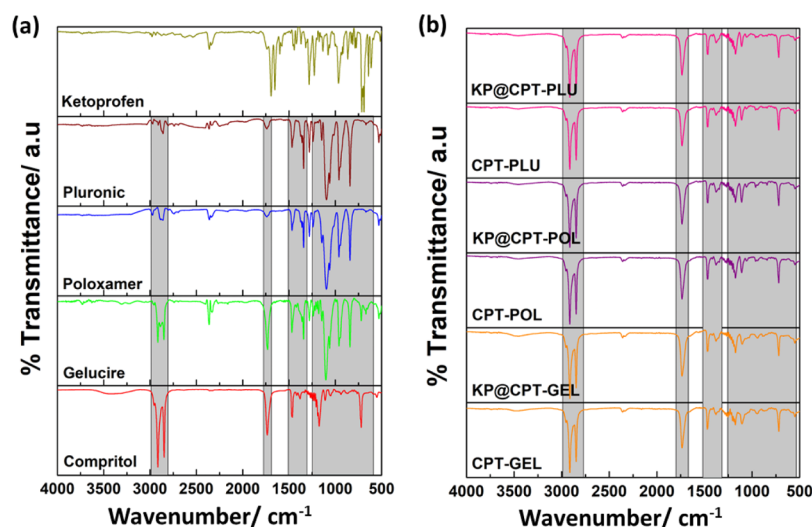 (a)
% Transmittance/ a.u
Ketoprofen
Pluronic
Poloxamer
Gelucire
Compritol
4000 3500 3000 2500 2000 1500 1000 500
Wavenumber/ cm⁻¹
(b)
% Transmittance/ a.u
KP@CPT-PLU
CPT-PLU
KP@CPT-POL
CPT-POL
KP@CPT-GEL
CPT-GEL
4000 3500 3000 2500 2000 1500 1000 500
Wavenumber/ cm⁻¹